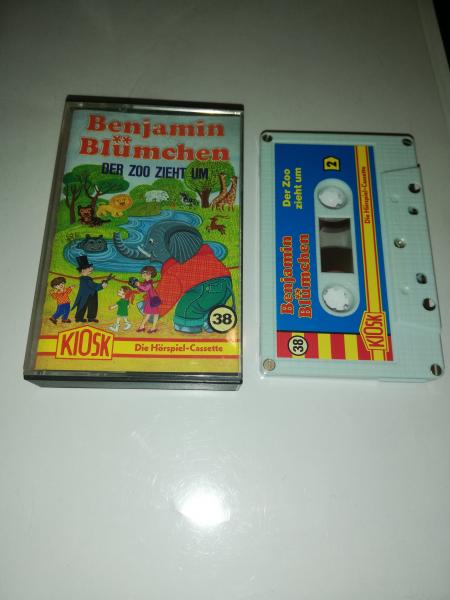 Benjamin
Blümchen
DER ZOO ZIEHT UM
38
KIOSK
Die Hörspiel-Cassette
Benjamin
Blümchen
Der Zoo
zieht um
2
38
KIOSK
Die Hörspiel-Cassette